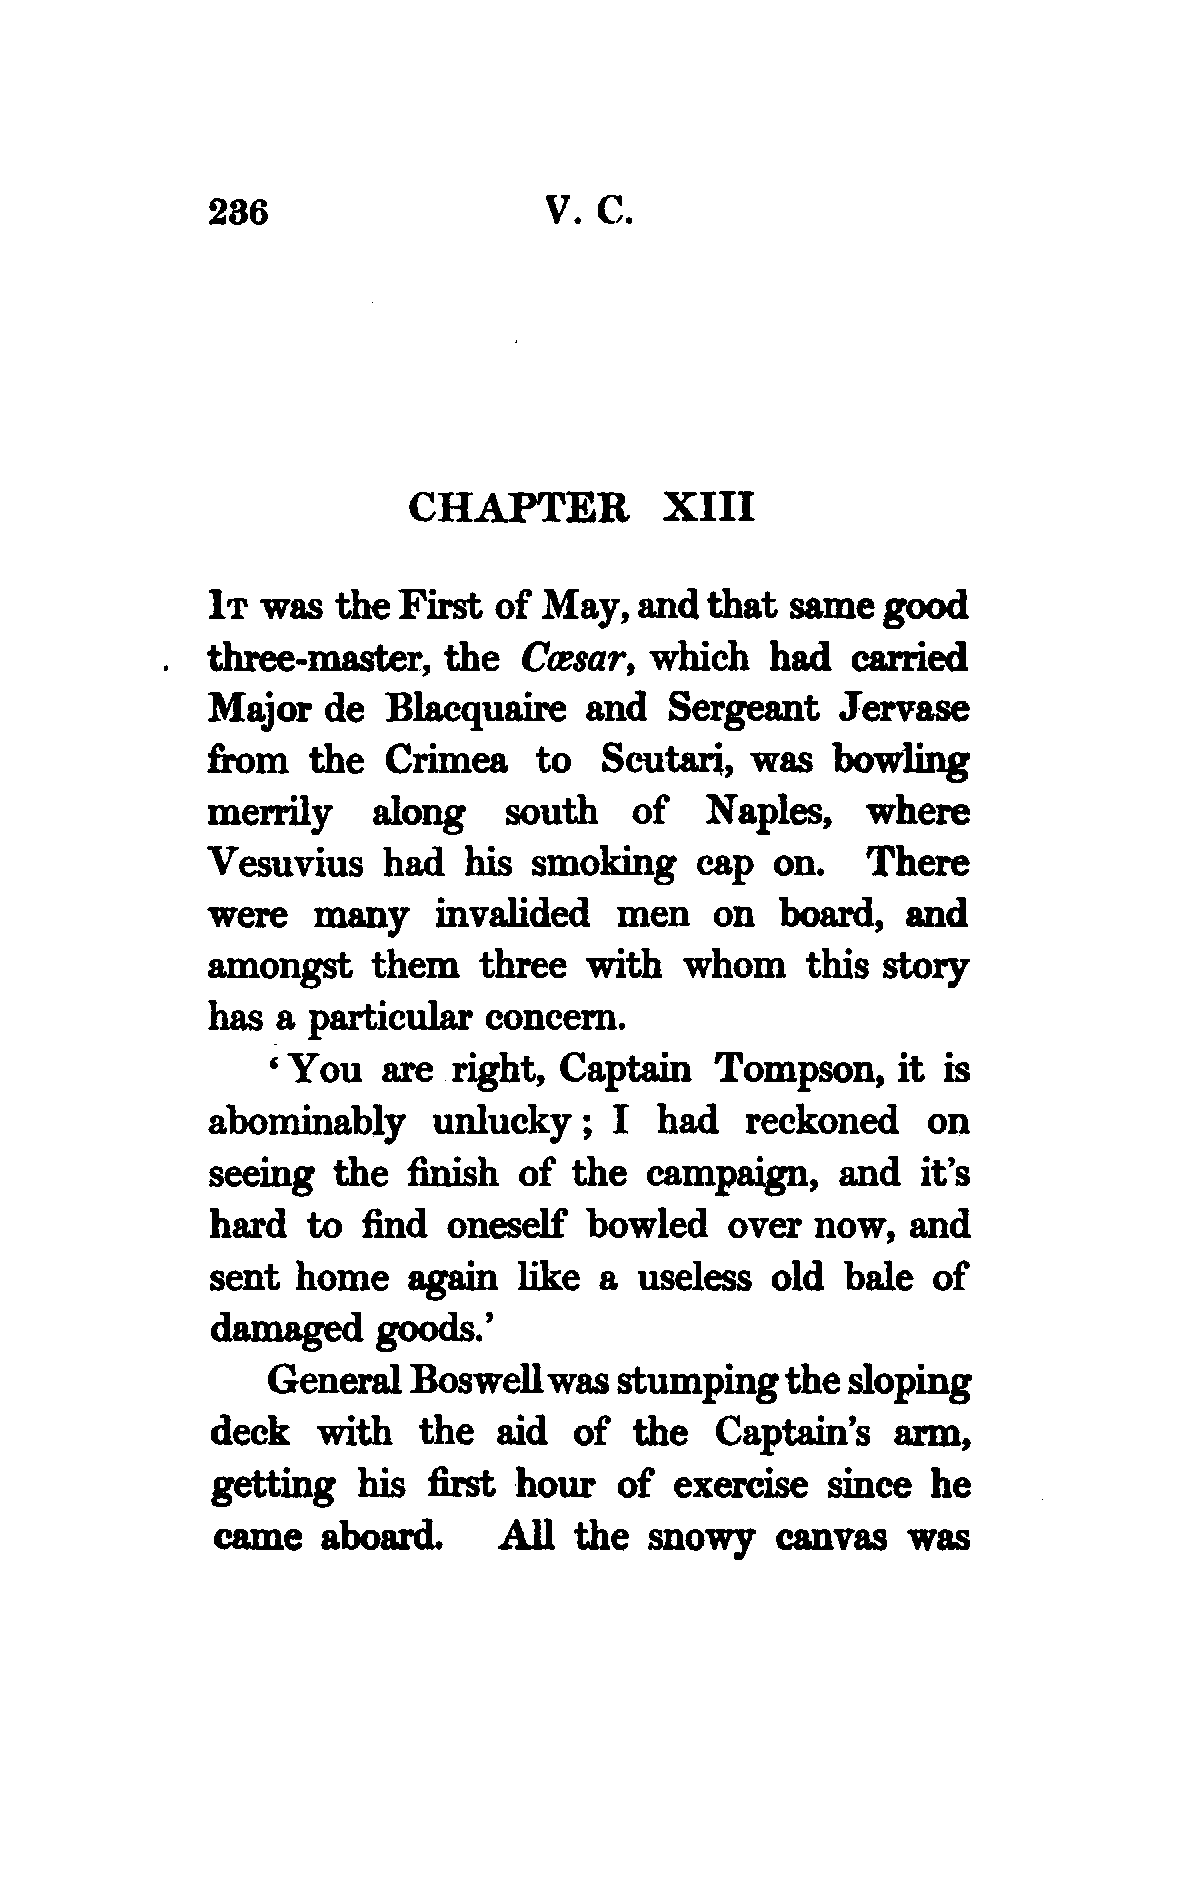 236 V. C.
CHAPTER XIII
IT was the First of May, and that same good
three-master, the Cæsar, which had carried
Major de Blacquaire and Sergeant Jervase
from the Crimea to Scutari, was bowling
merrily along south of Naples, where
Vesuvius had his smoking cap on. There
were many invalided men on board, and
amongst them three with whom this story
has a particular concern.
‘You are right, Captain Tompson, it is
abominably unlucky; I had reckoned on
seeing the finish of the campaign, and it’s
hard to find oneself bowled over now, and
sent home again like a useless old bale of
damaged goods.’
General Boswell was stumping the sloping
deck with the aid of the Captain’s arm,
getting his first hour of exercise since he
came aboard. All the snowy canvas was